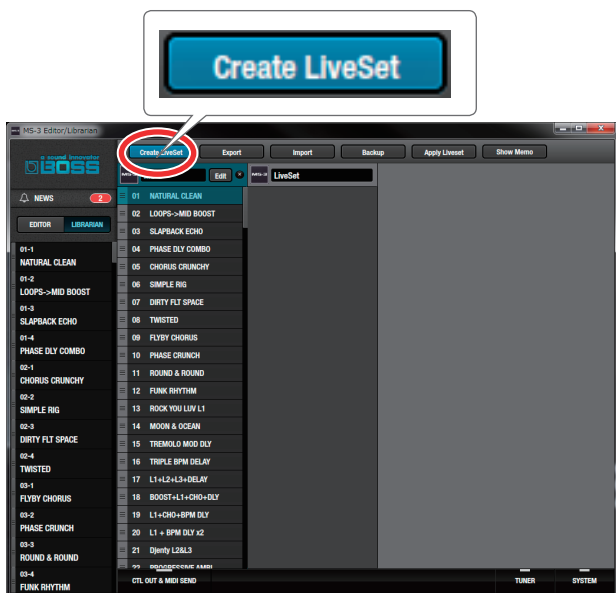 Create LiveSet
MS-3 Editor/Librarian
a sound innovator
BOSS
Create LiveSet
Export
Import
Backup
Apply Liveset
Show Memo
Edit
MS-3
LiveSet
NEWS
2
EDITOR
LIBRARIAN
01-1
NATURAL CLEAN
01-2
LOOPS->MID BOOST
01-3
SLAPBACK ECHO
01-4
PHASE DLY COMBO
02-1
CHORUS CRUNCHY
02-2
SIMPLE RIG
02-3
DIRTY FLT SPACE
02-4
TWISTED
03-1
FLYBY CHORUS
03-2
PHASE CRUNCH
03-3
ROUND & ROUND
03-4
FUNK RHYTHM
01 NATURAL CLEAN
02 LOOPS->MID BOOST
03 SLAPBACK ECHO
04 PHASE DLY COMBO
05 CHORUS CRUNCHY
06 SIMPLE RIG
07 DIRTY FLT SPACE
08 TWISTED
09 FLYBY CHORUS
10 PHASE CRUNCH
11 ROUND & ROUND
12 FUNK RHYTHM
13 ROCK YOU LUV L1
14 MOON & OCEAN
15 TREMOLO MOD DLY
16 TRIPLE BPM DELAY
17 L1+L2+L3+DELAY
18 BOOST+L1+CHO+DLY
19 L1+CHO+BPM DLY
20 L1 + BPM DLY x2
21 Djenty L2&L3
22 PROGRESSIVE AMBI
CTL OUT & MIDI SEND
TUNER
SYSTEM